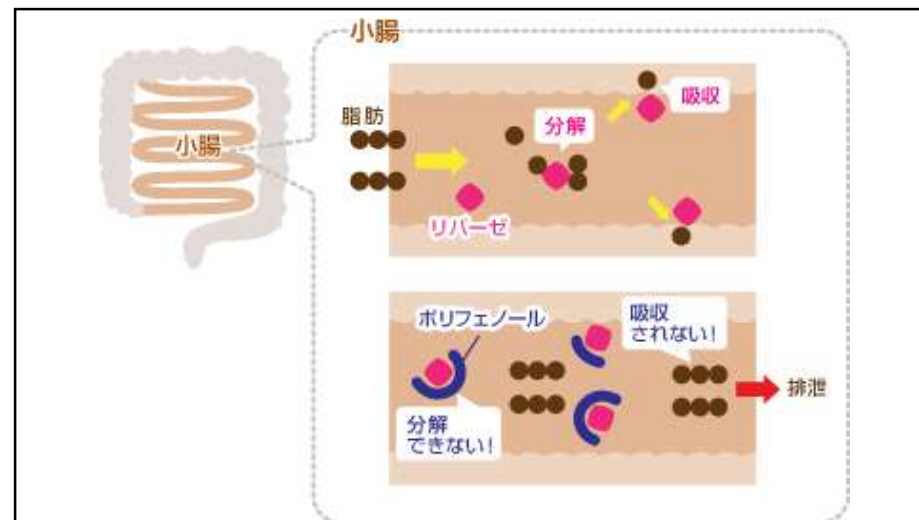 小腸
小腸
脂肪
分解
吸収
リパーゼ
ポリフェノール
吸収
されない!
分解
できない!
排泄